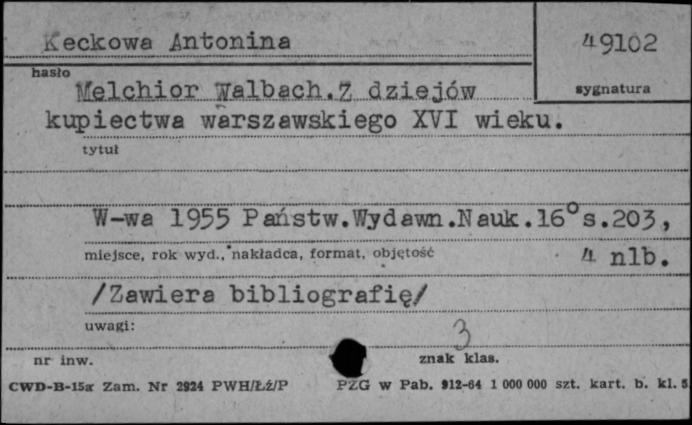 Keckowa Antonina
49102
hasło
sygnatura
Melchior Walbach.Z dziejów
kupiectwa warszawskiego XVI wieku.
tytuł
W-wa 1955 Państw.Wydawn.Nauk.16°s.203,
miejsce, rok wyd., nakładca, format, objętość
4 nlb.
/Zawiera bibliografię/
uwagi:
3
nr inw.
znak klas.
CWD-B-15a Zam. Nr 2924 PWH/Łź/P
PZG w Pab. 912-64 1 000 000 szt. kart. b. kl. 5